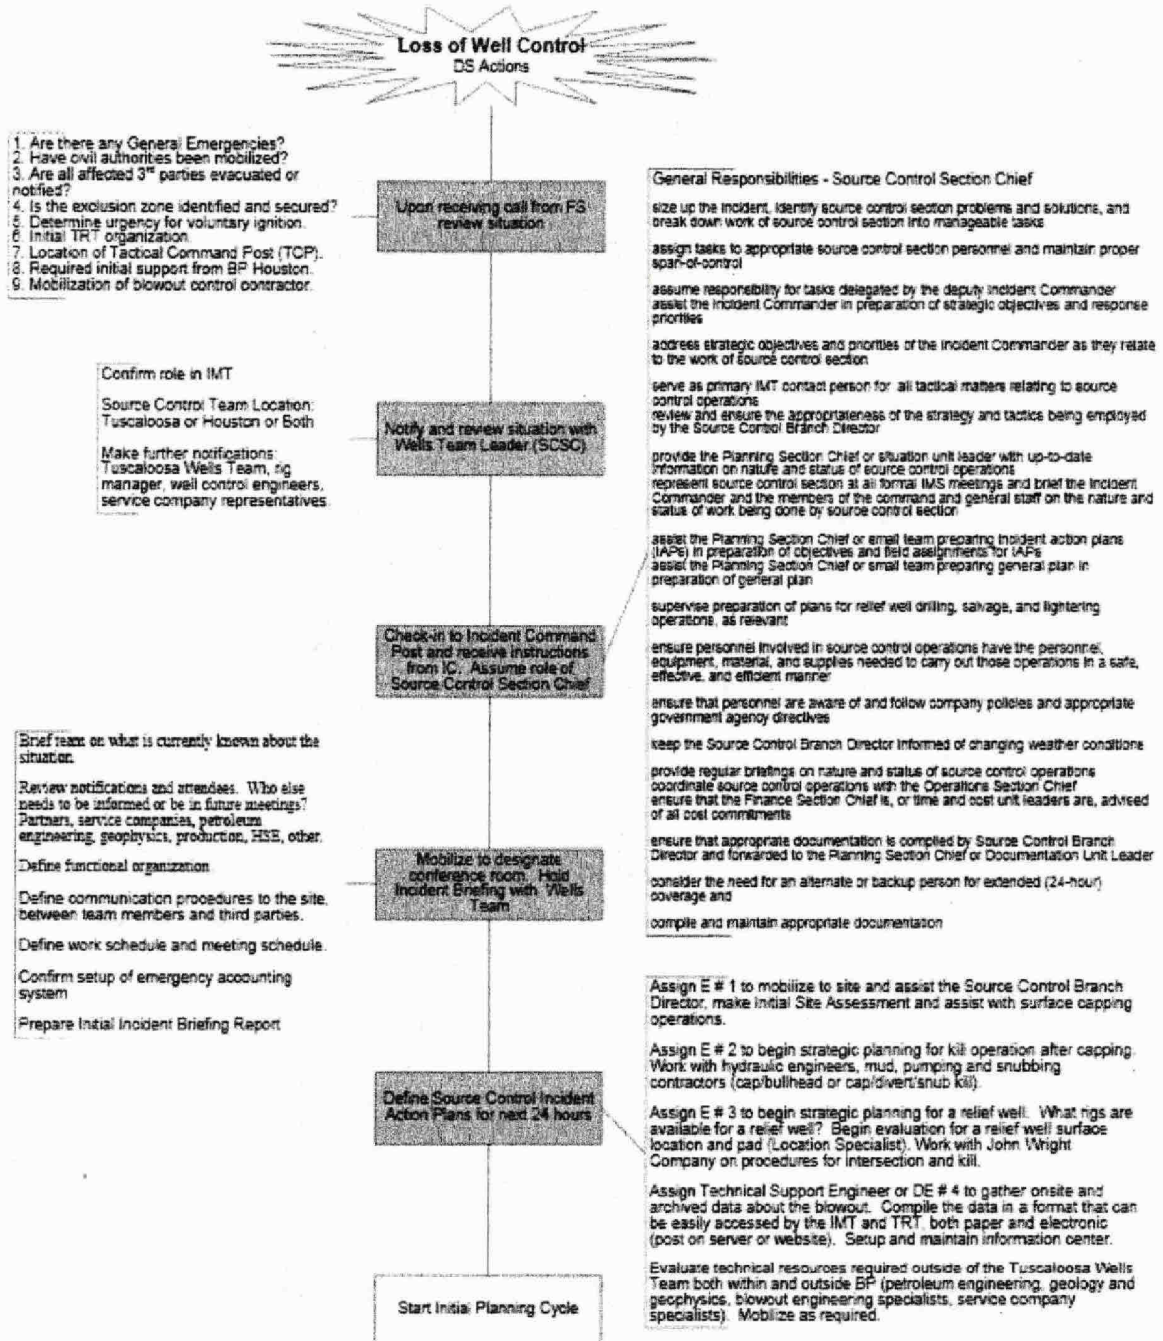 Loss of Well Control
DS Actions
1. Are there any General Emergencies?
2. Have civil authorities been mobilized?
3. Are all affected 3rd parties evacuated or
notified?
4. Is the exclusion zone identified and secured?
5. Determine urgency for voluntary ignition.
6. Initial TRT organization.
7. Location of Tactical Command Post (TCP).
8. Required initial support from BP Houston.
9. Mobilization of blowout control contractor.
Upon receiving call from FS
review situation
General Responsibilities - Source Control Section Chief
size up the incident, identify source control section problems and solutions, and
break down work of source control section into manageable tasks
assign tasks to appropriate source control section personnel and maintain proper
span-of-control
assume responsibility for tasks delegated by the deputy Incident Commander
assist the Incident Commander in preparation of strategic objectives and response
priorities
address strategic objectives and priorities of the Incident Commander as they relate
to the work of source control section
serve as primary IMT contact person for all tactical matters relating to source
control operations
review and ensure the appropriateness of the strategy and tactics being employed
by the Source Control Branch Director
provide the Planning Section Chief or situation unit leader with up-to-date
information on nature and status of source control operations
represent source control section at all formal IMS meetings and brief the Incident
Commander and the members of the command and general staff on the nature and
status of work being done by source control section
assist the Planning Section Chief or small team preparing incident action plans
(IAPs) in preparation of objectives and field assignments for IAPs
assist the Planning Section Chief or small team preparing general plan in
preparation of general plan
supervise preparation of plans for relief well drilling, salvage, and lightering
operations, as relevant
ensure personnel involved in source control operations have the personnel,
equipment, material, and supplies needed to carry out those operations in a safe,
effective, and efficient manner
ensure that personnel are aware of and follow company policies and appropriate
government agency directives
keep the Source Control Branch Director informed of changing weather conditions
provide regular briefings on nature and status of source control operations
coordinate source control operations with the Operations Section Chief
ensure that the Finance Section Chief is, or time and cost unit leaders are, advised
of all cost commitments
ensure that appropriate documentation is compiled by Source Control Branch
Director and forwarded to the Planning Section Chief or Documentation Unit Leader
consider the need for an alternate or backup person for extended (24-hour)
coverage and
compile and maintain appropriate documentation
Confirm role in IMT
Source Control Team Location:
Tuscaloosa or Houston or Both
Make further notifications:
Tuscaloosa Wells Team, rig
manager, well control engineers,
service company representatives.
Notify and review situation with
Wells Team Leader (SCSC)
Check-in to Incident Command
Post and receive instructions
from IC. Assume role of
Source Control Section Chief
Brief team on what is currently known about the
situation.
Review notifications and attendees. Who else
needs to be informed or be in future meetings?
Partners, service companies, petroleum
engineering, geophysics, production, HSE, other.
Define functional organization
Define communication procedures to the site,
between team members and third parties.
Define work schedule and meeting schedule.
Confirm setup of emergency accounting
system
Prepare Initial Incident Briefing Report
Mobilize to designate
conference room. Hold
Incident Briefing with Wells
Team
Define Source Control Incident
Action Plans for next 24 hours
Assign E # 1 to mobilize to site and assist the Source Control Branch
Director, make Initial Site Assessment and assist with surface capping
operations.
Assign E # 2 to begin strategic planning for kill operation after capping.
Work with hydraulic engineers, mud, pumping and snubbing
contractors (cap/bullhead or cap/divert/snub kill).
Assign E # 3 to begin strategic planning for a relief well. What rigs are
available for a relief well? Begin evaluation for a relief well surface
location and pad (Location Specialist). Work with John Wright
Company on procedures for intersection and kill.
Assign Technical Support Engineer or DE # 4 to gather onsite and
archived data about the blowout. Compile the data in a format that can
be easily accessed by the IMT and TRT, both paper and electronic
(post on server or website). Setup and maintain information center.
Evaluate technical resources required outside of the Tuscaloosa Wells
Team both within and outside BP (petroleum engineering, geology and
geophysics, blowout engineering specialists, service company
specialists). Mobilize as required.
Start Initial Planning Cycle